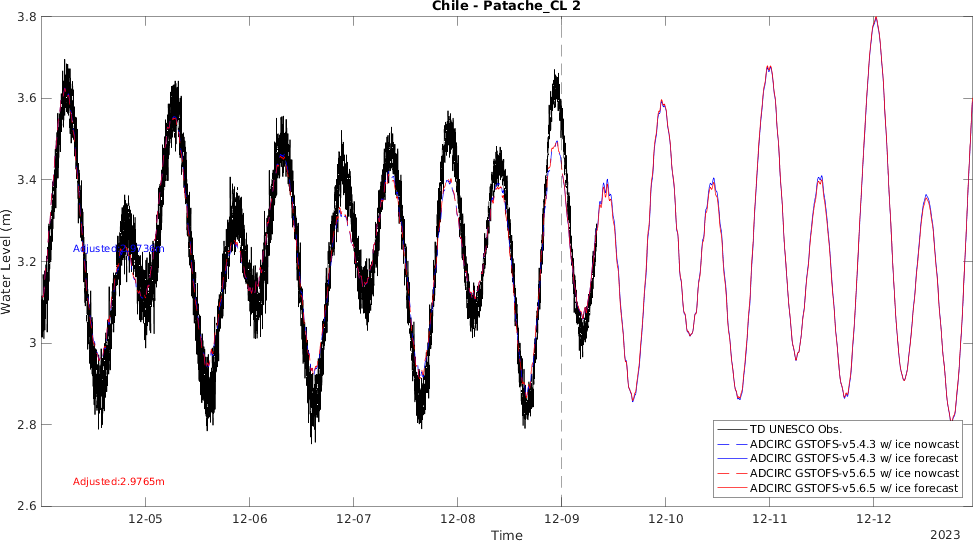 Chile - Patache_CL 2
3.8
3.6
3.4
3.2
3
2.8
2.6
Water Level (m)
Adjusted:2.9765m
12-05
12-06
12-07
12-08
12-09
12-10
12-11
12-12
Time
2023
TD UNESCO Obs.
ADCIRC GSTOFS-v5.4.3 w/ ice nowcast
ADCIRC GSTOFS-v5.4.3 w/ ice forecast
ADCIRC GSTOFS-v5.6.5 w/ ice nowcast
ADCIRC GSTOFS-v5.6.5 w/ ice forecast